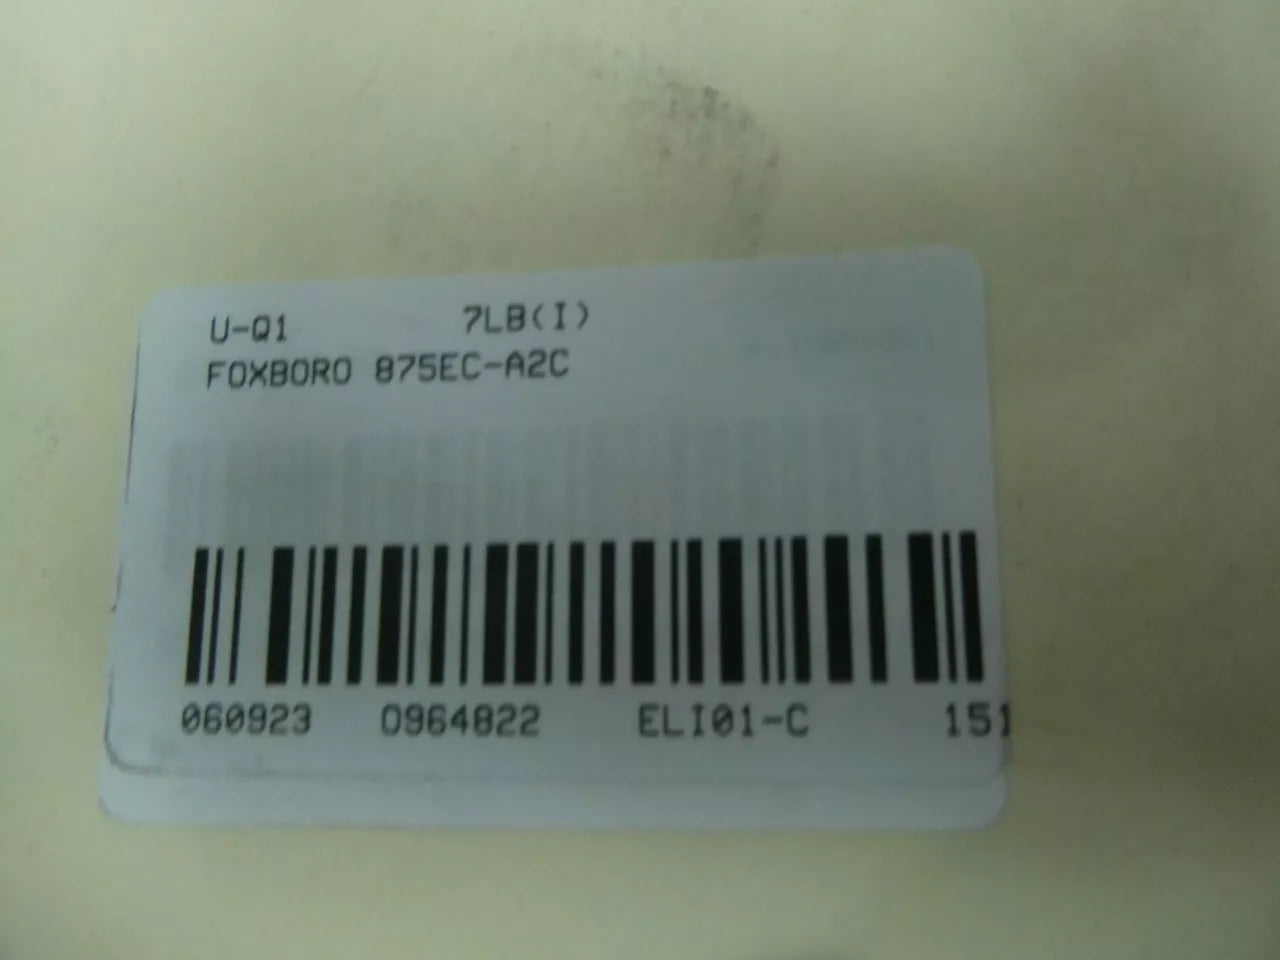 U-Q1 7LB(I)
FOXBORO 875EC-A2C
060923 0964822 ELI01-C 151